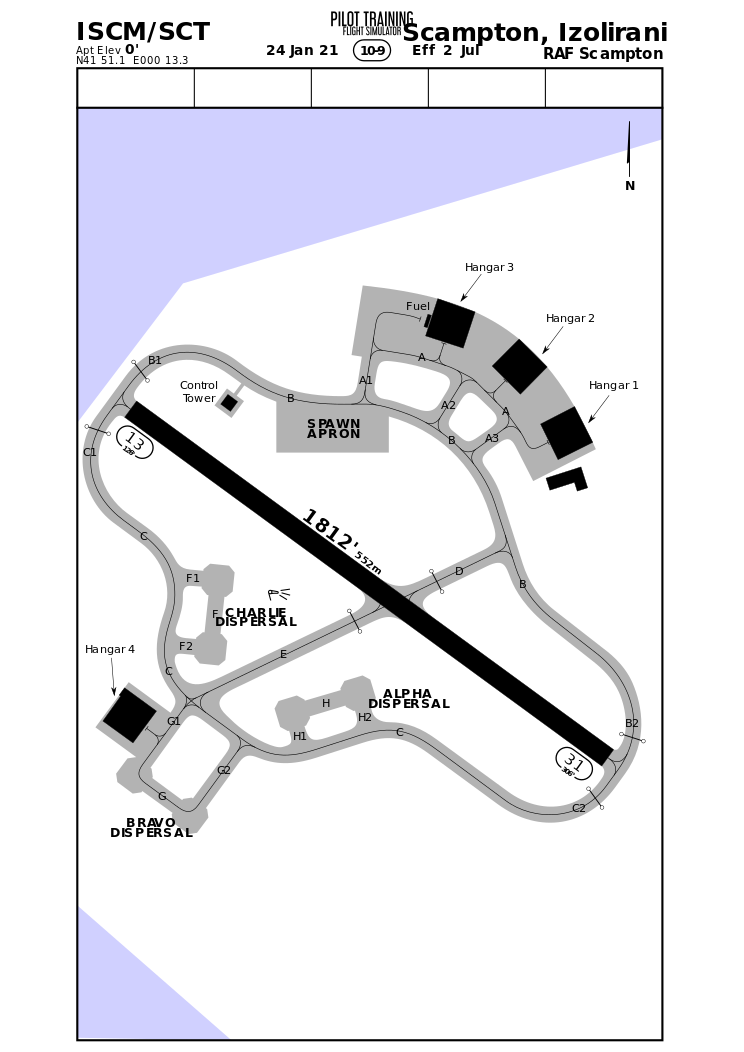 ISCM/SCT
PILOT TRAINING
FLIGHT SIMULATOR
Scampton, Izolirani
Apt Elev 0'
24 Jan 21
10-9
Eff 2 Jul
RAF Scampton
N41 51.1 E000 13.3
N
Hangar 3
Fuel
Hangar 2
B1
A
Control
Tower
A1
Hangar 1
B
A2
A
SPAWN
APRON
13
B
A3
C1
1812'
552m
C
D
F1
B
F
CHARLIE
DISPERSAL
F2
Hangar 4
E
C
ALPHA
DISPERSAL
H
G1
H2
B2
H1
C
31
306°
G2
G
C2
BRAVO
DISPERSAL